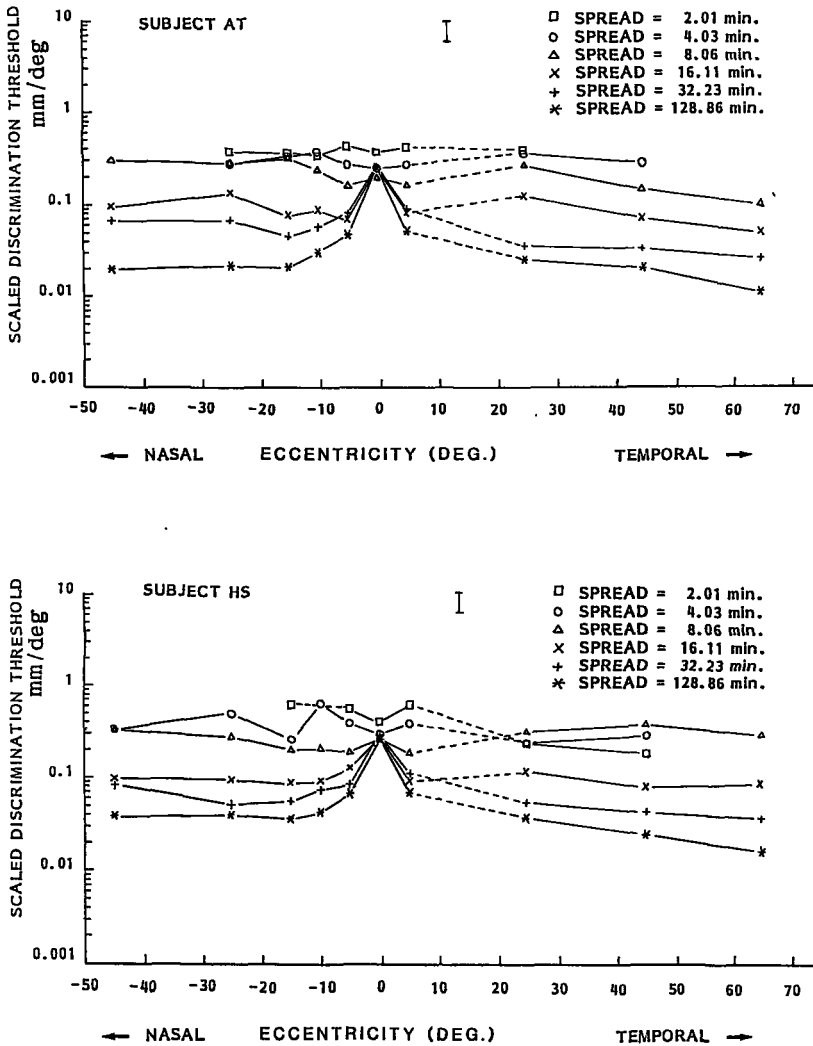 SUBJECT AT
SPREAD = 2.01 min.
SPREAD = 4.03 min.
SPREAD = 8.06 min.
SPREAD = 16.11 min.
SPREAD = 32.23 min.
SPREAD = 128.86 min.
SCALED DISCRIMINATION THRESHOLD
mm/deg
10
1
0.1
0.01
0.001
-50 -40 -30 -20 -10 0 10 20 30 40 50 60 70
← NASAL ECCENTRICITY (DEG.) TEMPORAL →
SUBJECT HS
SPREAD = 2.01 min.
SPREAD = 4.03 min.
SPREAD = 8.06 min.
SPREAD = 16.11 min.
SPREAD = 32.23 min.
SPREAD = 128.86 min.
SCALED DISCRIMINATION THRESHOLD
mm/deg
10
1
0.1
0.01
0.001
-50 -40 -30 -20 -10 0 10 20 30 40 50 60 70
← NASAL ECCENTRICITY (DEG.) TEMPORAL →